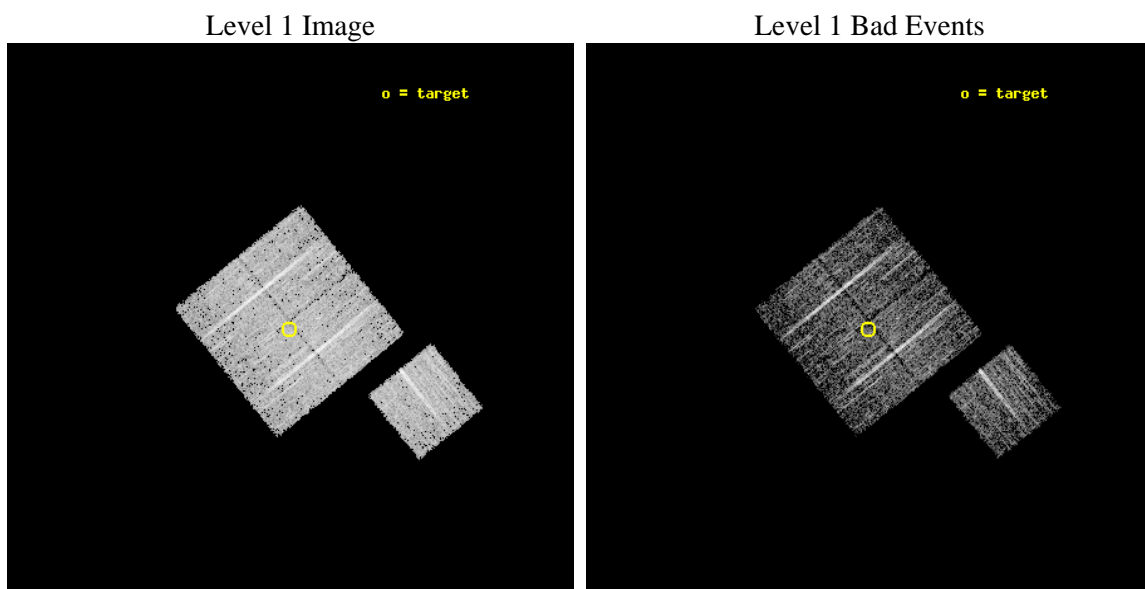 Level 1 Image
Level 1 Bad Events
o = target
o = target